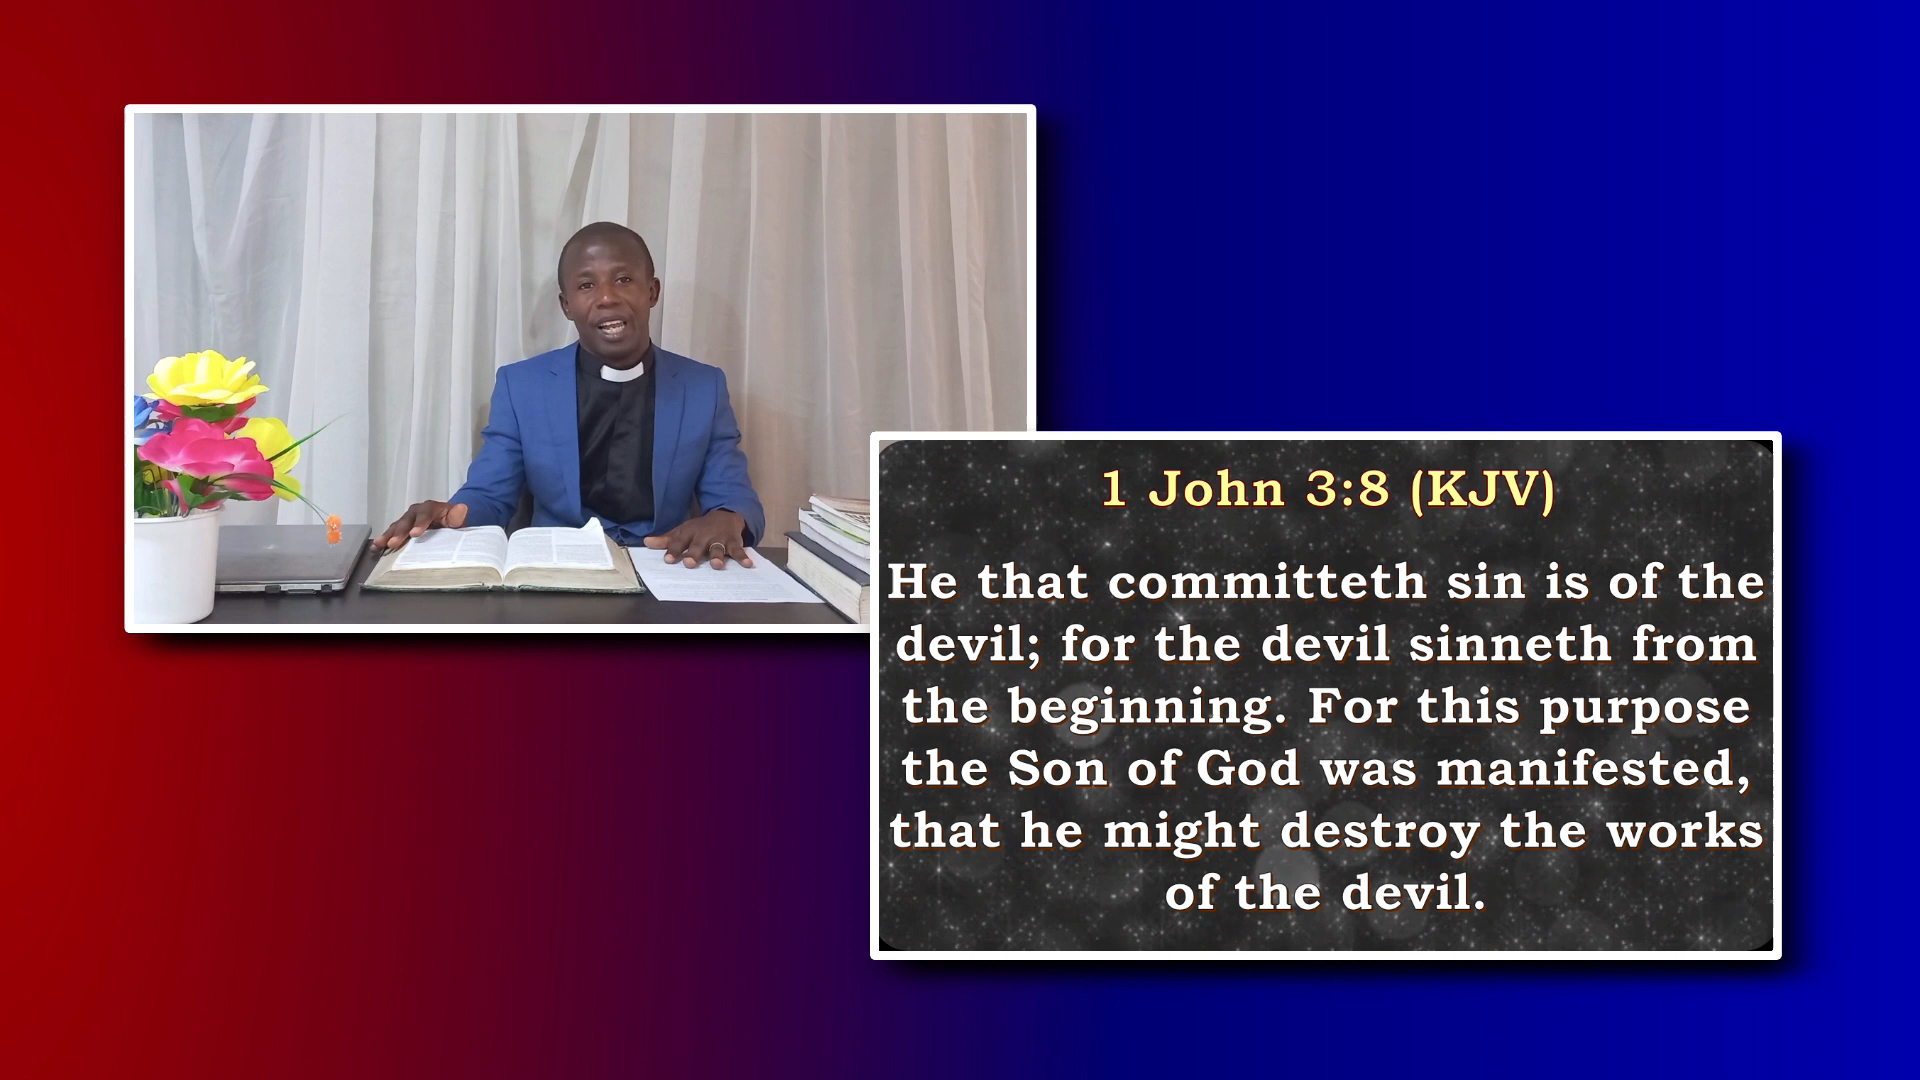 1 John 3:8 (KJV)
He that committeth sin is of the
devil; for the devil sinneth from
the beginning. For this purpose
the Son of God was manifested,
that he might destroy the works
of the devil.